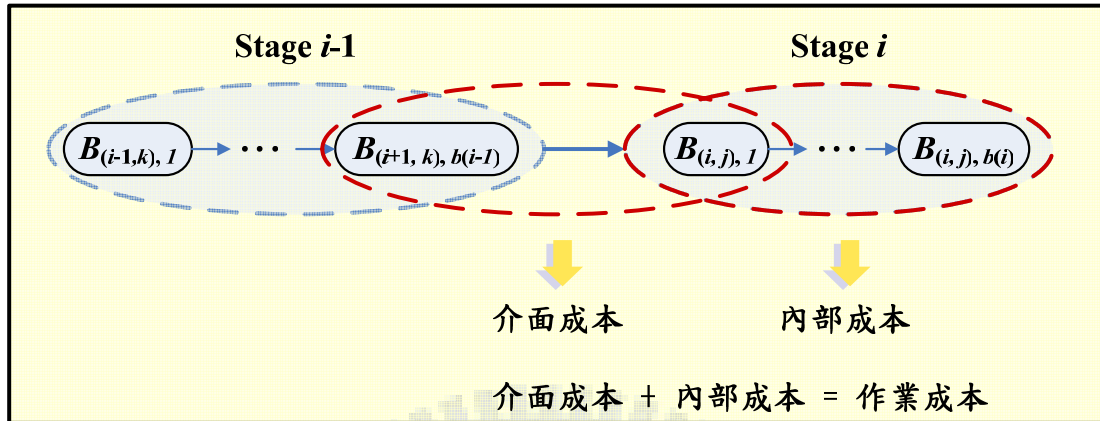 Stage i-1 Stage i
B(i-1,k), 1 ··· B(i+1, k), b(i-1) B(i, j), 1 ··· B(i, j), b(i)
介面成本 內部成本
介面成本 + 內部成本 = 作業成本